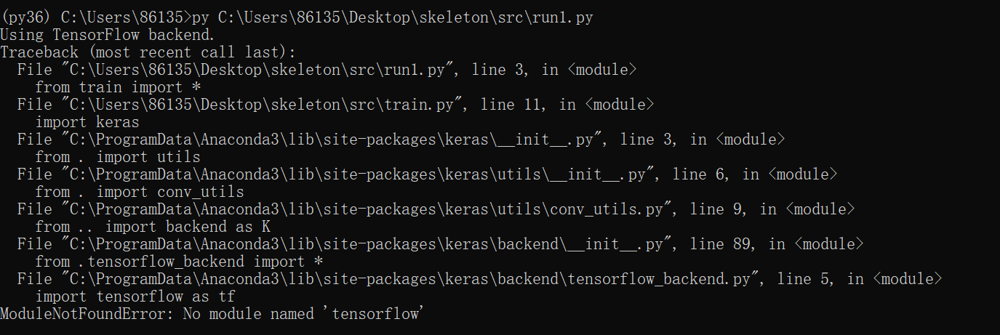 (py36) C:\Users\86135>py C:\Users\86135\Desktop\skeleton\src\run1.py
Using TensorFlow backend.
Traceback (most recent call last):
  File "C:\Users\86135\Desktop\skeleton\src\run1.py", line 3, in <module>
    from train import *
  File "C:\Users\86135\Desktop\skeleton\src\train.py", line 11, in <module>
    import keras
  File "C:\ProgramData\Anaconda3\lib\site-packages\keras\__init__.py", line 3, in <module>
    from . import utils
  File "C:\ProgramData\Anaconda3\lib\site-packages\keras\utils\__init__.py", line 6, in <module>
    from . import conv_utils
  File "C:\ProgramData\Anaconda3\lib\site-packages\keras\utils\conv_utils.py", line 9, in <module>
    from .. import backend as K
  File "C:\ProgramData\Anaconda3\lib\site-packages\keras\backend\__init__.py", line 89, in <module>
    from .tensorflow_backend import *
  File "C:\ProgramData\Anaconda3\lib\site-packages\keras\backend\tensorflow_backend.py", line 5, in <module>
    import tensorflow as tf
ModuleNotFoundError: No module named 'tensorflow'